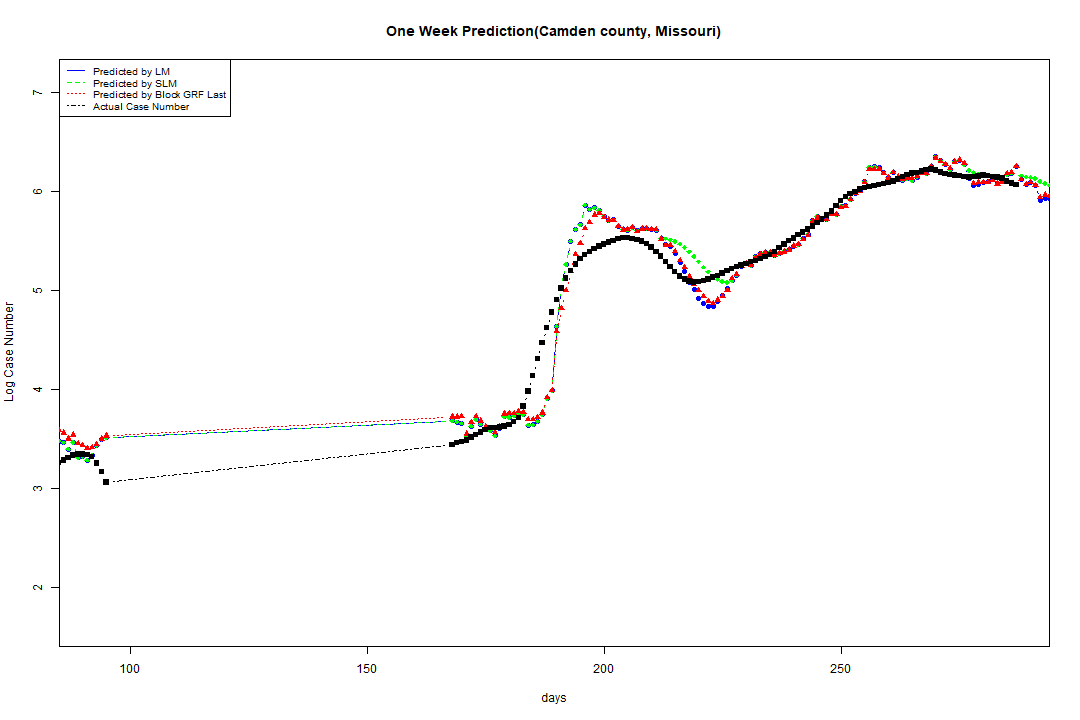 One Week Prediction(Camden county, Missouri)
Predicted by LM
Predicted by SLM
Predicted by Block GRF Last
Actual Case Number
7
6
5
4
3
2
Log Case Number
100
150
200
250
days